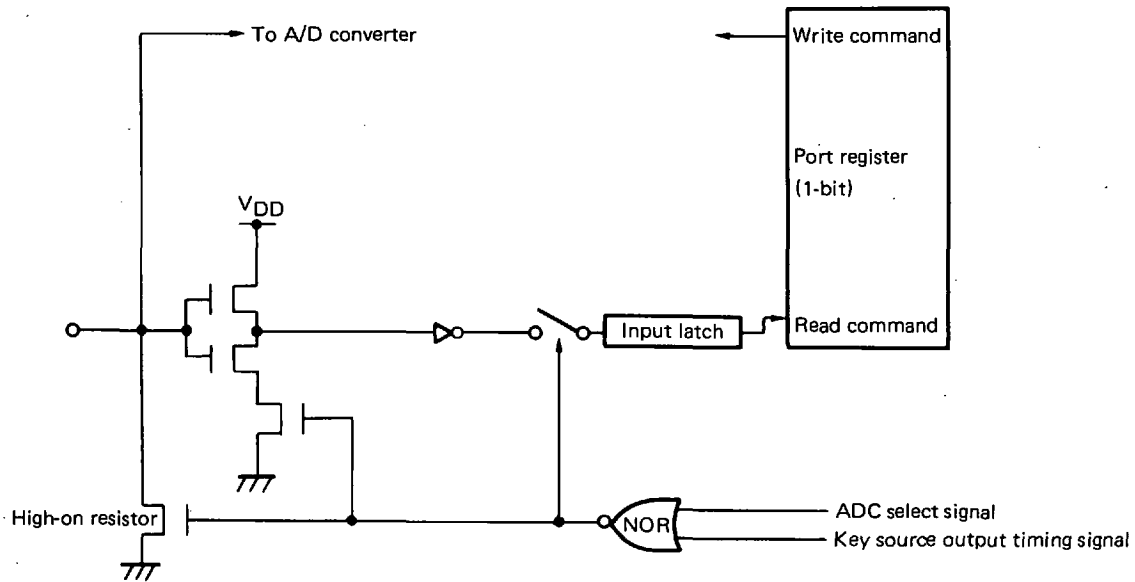 To A/D converter
Write command
Port register
(1-bit)
VDD
Input latch
Read command
High-on resistor
NOR
ADC select signal
Key source output timing signal